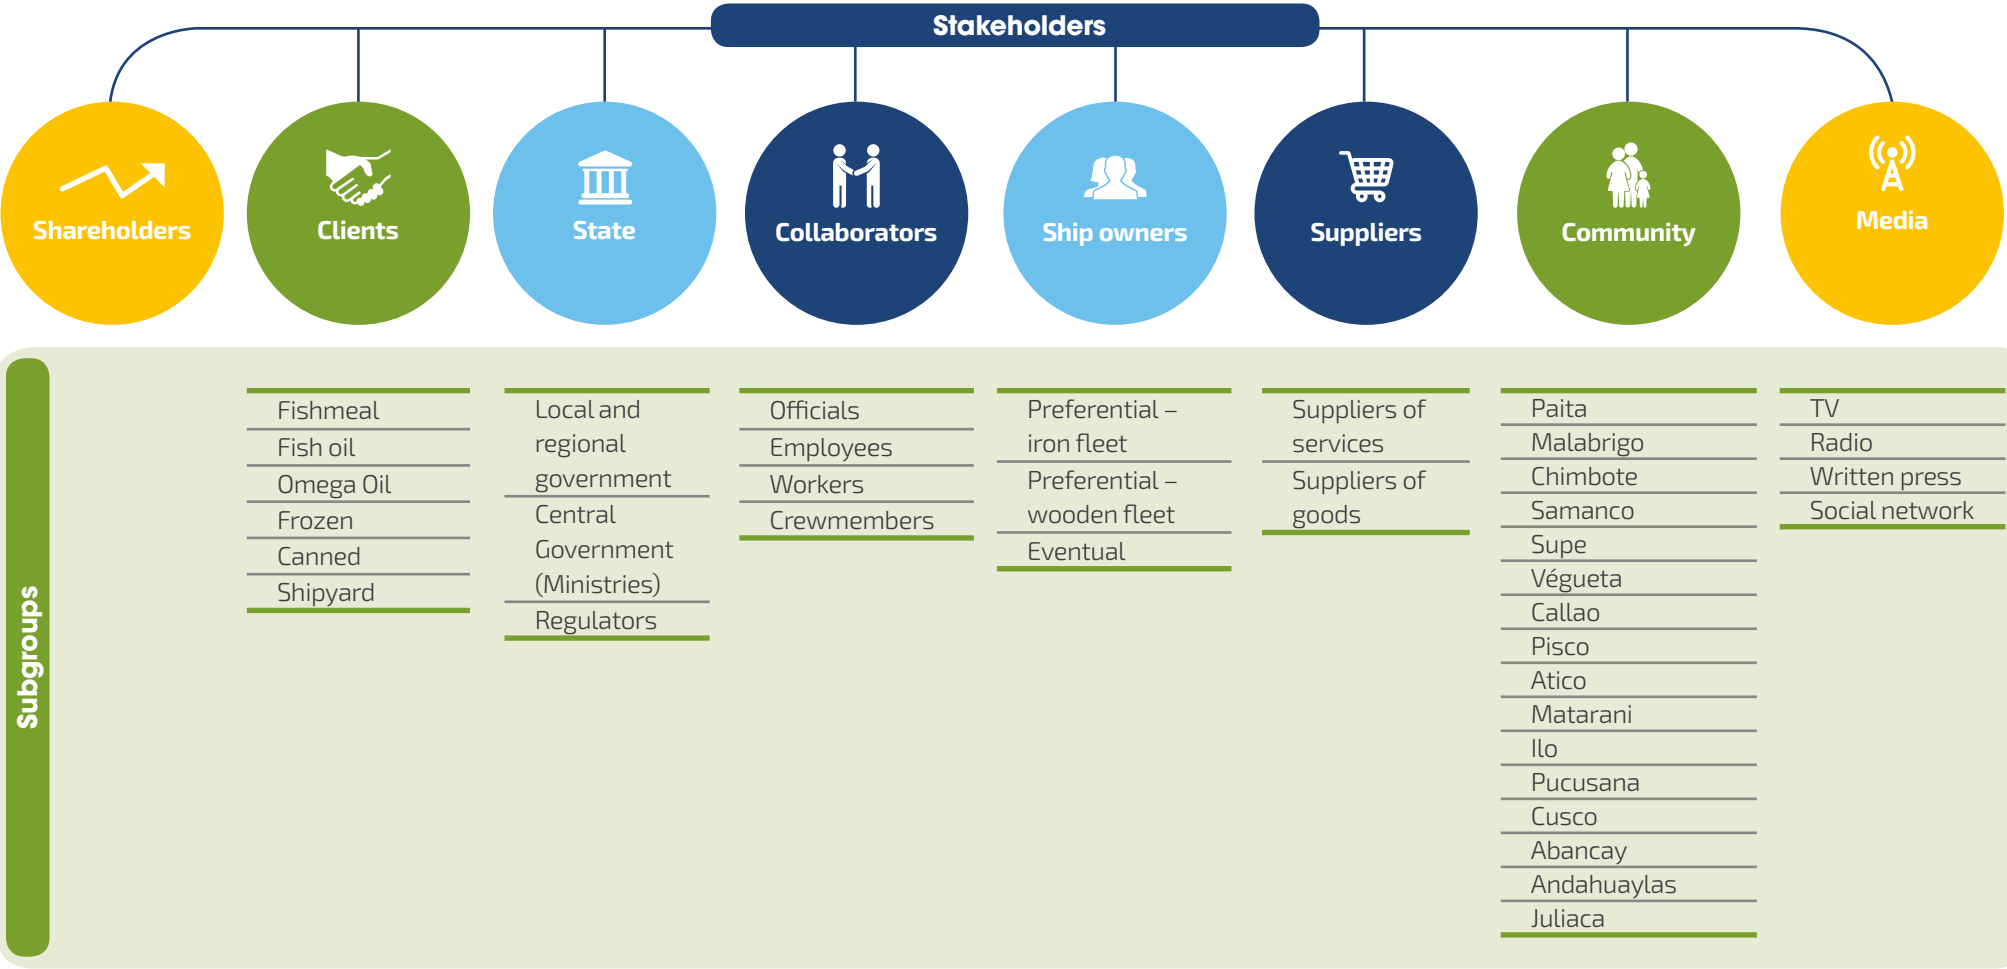 Stakeholders
Shareholders
Clients
State
Collaborators
Ship owners
Suppliers
Community
Media
Subgroups
Fishmeal
Fish oil
Omega Oil
Frozen
Canned
Shipyard
Local and
regional
government
Central
Government
(Ministries)
Regulators
Officials
Employees
Workers
Crewmembers
Preferential –
iron fleet
Preferential –
wooden fleet
Eventual
Suppliers of
services
Suppliers of
goods
Paita
Malabrigo
Chimbote
Samanco
Supe
Végueta
Callao
Pisco
Atico
Matarani
Ilo
Pucusana
Cusco
Abancay
Andahuaylas
Juliaca
TV
Radio
Written press
Social network